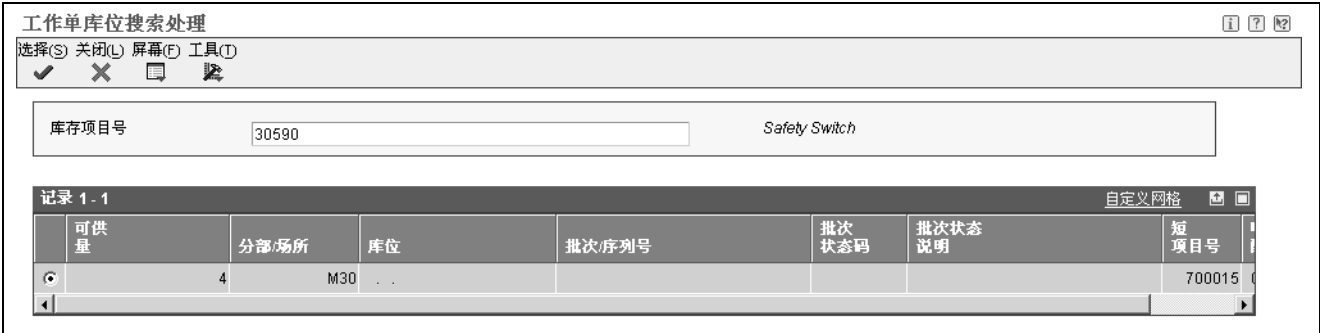 工作单库位搜索处理
选择(S) 关闭(L) 屏幕(F) 工具(T)
库存项目号 30590 Safety Switch
记录 1 - 1 自定义网格
可供量 分部/场所 库位 批次/序列号 批次状态码 批次状态说明 短项目号
4 M30 . . 700015